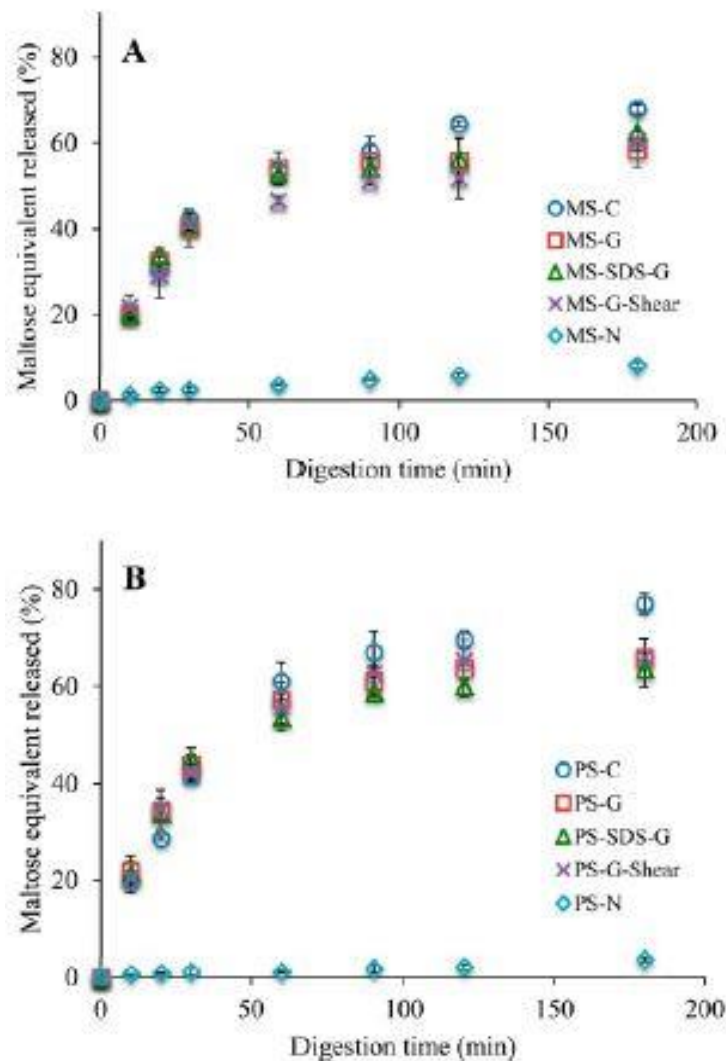 A
Maltose equivalent released (%)
80
60
40
20
0
0 50 100 150 200
Digestion time (min)
MS-C
MS-G
MS-SDS-G
MS-G-Shear
MS-N
B
Maltose equivalent released (%)
80
60
40
20
0
0 50 100 150 200
Digestion time (min)
PS-C
PS-G
PS-SDS-G
PS-G-Shear
PS-N